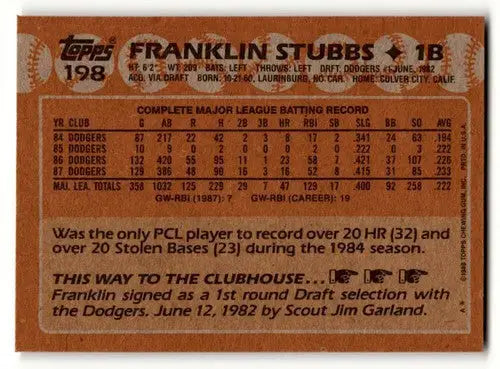 Topps®
198
FRANKLIN STUBBS ✦ 1B
HT: 6'2" WT: 209 BATS: LEFT THROWS: LEFT DRAFT: DODGERS #1-JUNE, 1982
ACQ. VIA DRAFT BORN: 10-21-60, LAURINBURG, NO. CAR. HOME: CULVER CITY, CALIF.
COMPLETE MAJOR LEAGUE BATTING RECORD
YR. CLUB G AB R H 2B 3B HR RBI SB SLG BB SO AVG
84 DODGERS 87 217 22 42 2 3 8 17 2 .341 24 63 .194
85 DODGERS 10 9 0 2 0 0 0 2 0 .222 0 3 .222
86 DODGERS 132 420 55 95 11 1 23 58 7 .421 37 107 .226
87 DODGERS 129 386 48 90 16 3 16 52 8 .415 31 85 .233
MAJ. LEA. TOTALS 358 1032 125 229 29 7 47 129 17 .400 92 258 .222
GW-RBI (1987): 7 GW-RBI (CAREER): 19
Was the only PCL player to record over 20 HR (32) and
over 20 Stolen Bases (23) during the 1984 season.
THIS WAY TO THE CLUBHOUSE...
Franklin signed as a 1st round Draft selection with
the Dodgers, June 12, 1982 by Scout Jim Garland.
©1988 TOPPS CHEWING GUM, INC. PRTD. IN U.S.A.